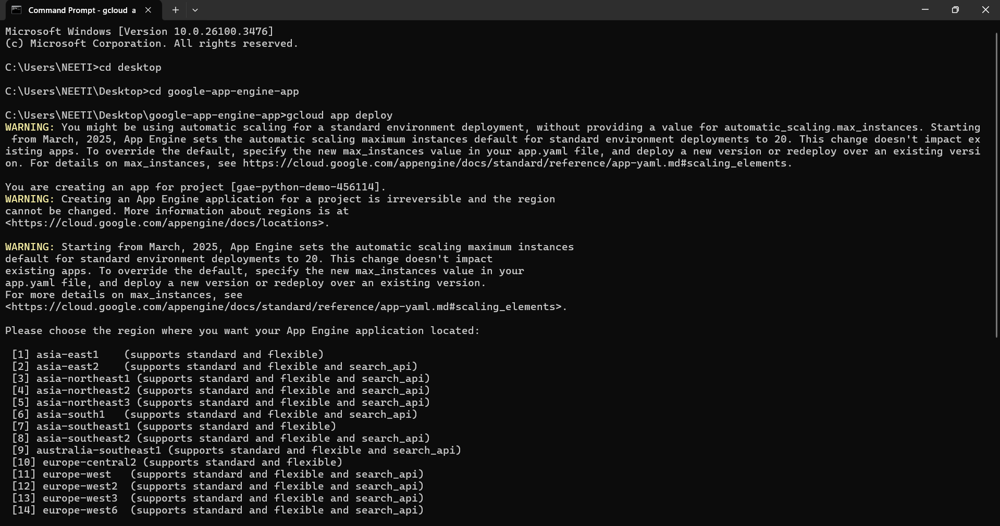 Command Prompt - gcloud a
Microsoft Windows [Version 10.0.26100.3476]
(c) Microsoft Corporation. All rights reserved.
C:\Users\NEETI>cd desktop
C:\Users\NEETI\Desktop>cd google-app-engine-app
C:\Users\NEETI\Desktop\google-app-engine-app>gcloud app deploy
WARNING: You might be using automatic scaling for a standard environment deployment, without providing a value for automatic_scaling.max_instances. Starting
 from March, 2025, App Engine sets the automatic scaling maximum instances default for standard environment deployments to 20. This change doesn't impact ex
isting apps. To override the default, specify the new max_instances value in your app.yaml file, and deploy a new version or redeploy over an existing versi
on. For details on max_instances, see https://cloud.google.com/appengine/docs/standard/reference/app-yaml.md#scaling_elements.
You are creating an app for project [gae-python-demo-456114].
WARNING: Creating an App Engine application for a project is irreversible and the region
cannot be changed. More information about regions is at
<https://cloud.google.com/appengine/docs/locations>.
WARNING: Starting from March, 2025, App Engine sets the automatic scaling maximum instances
default for standard environment deployments to 20. This change doesn't impact
existing apps. To override the default, specify the new max_instances value in your
app.yaml file, and deploy a new version or redeploy over an existing version.
For more details on max_instances, see
<https://cloud.google.com/appengine/docs/standard/reference/app-yaml.md#scaling_elements>.
Please choose the region where you want your App Engine application located:
 [1] asia-east1    (supports standard and flexible)
 [2] asia-east2    (supports standard and flexible and search_api)
 [3] asia-northeast1 (supports standard and flexible and search_api)
 [4] asia-northeast2 (supports standard and flexible and search_api)
 [5] asia-northeast3 (supports standard and flexible and search_api)
 [6] asia-south1   (supports standard and flexible and search_api)
 [7] asia-southeast1 (supports standard and flexible)
 [8] asia-southeast2 (supports standard and flexible and search_api)
 [9] australia-southeast1 (supports standard and flexible and search_api)
 [10] europe-central2 (supports standard and flexible)
 [11] europe-west   (supports standard and flexible and search_api)
 [12] europe-west2  (supports standard and flexible and search_api)
 [13] europe-west3  (supports standard and flexible and search_api)
 [14] europe-west6  (supports standard and flexible and search_api)